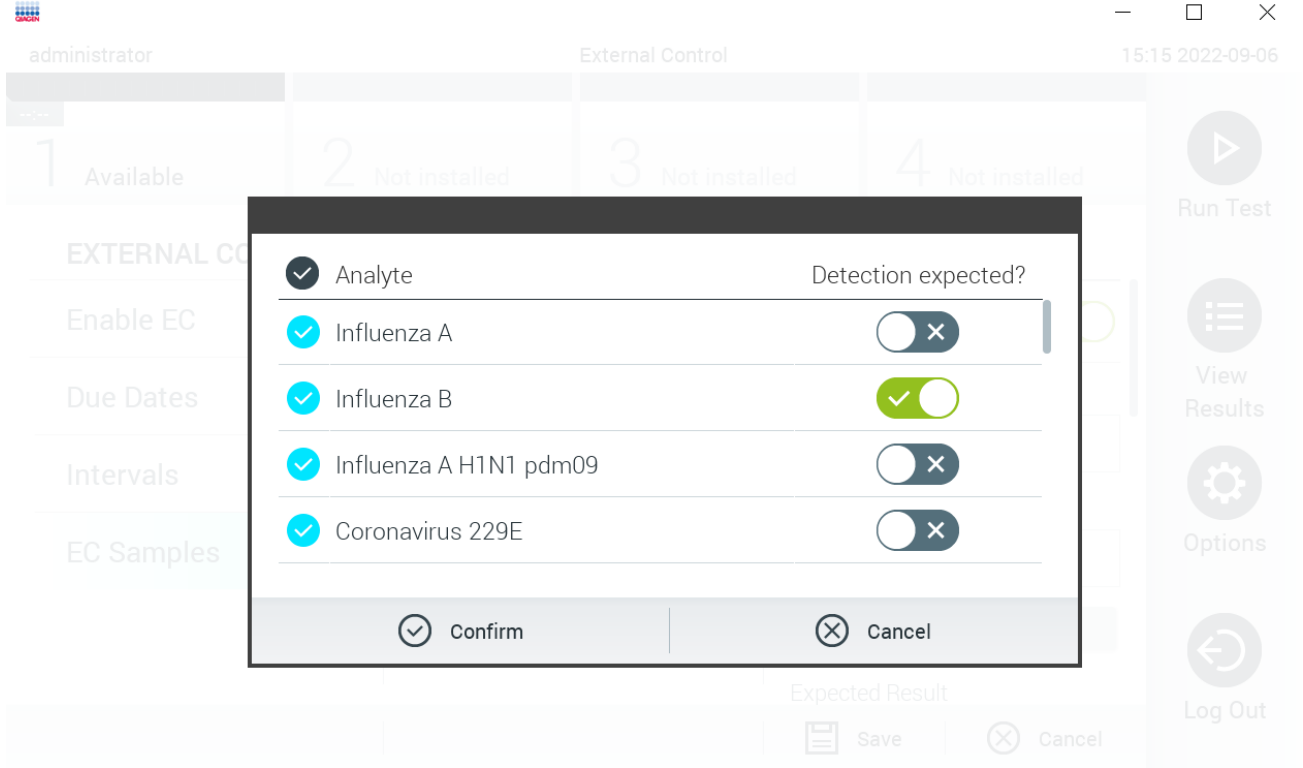 QIAGEN
administrator External Control 15:15 2022-09-06
--:--
1 Available 2 Not installed 3 Not installed 4 Not installed
Run Test
EXTERNAL CO
Analyte Detection expected?
Influenza A
Enable EC
Influenza B
View Results
Due Dates
Influenza A H1N1 pdm09
Intervals
Coronavirus 229E
Options
EC Samples
Confirm Cancel
Expected Result
Log Out
Save Cancel